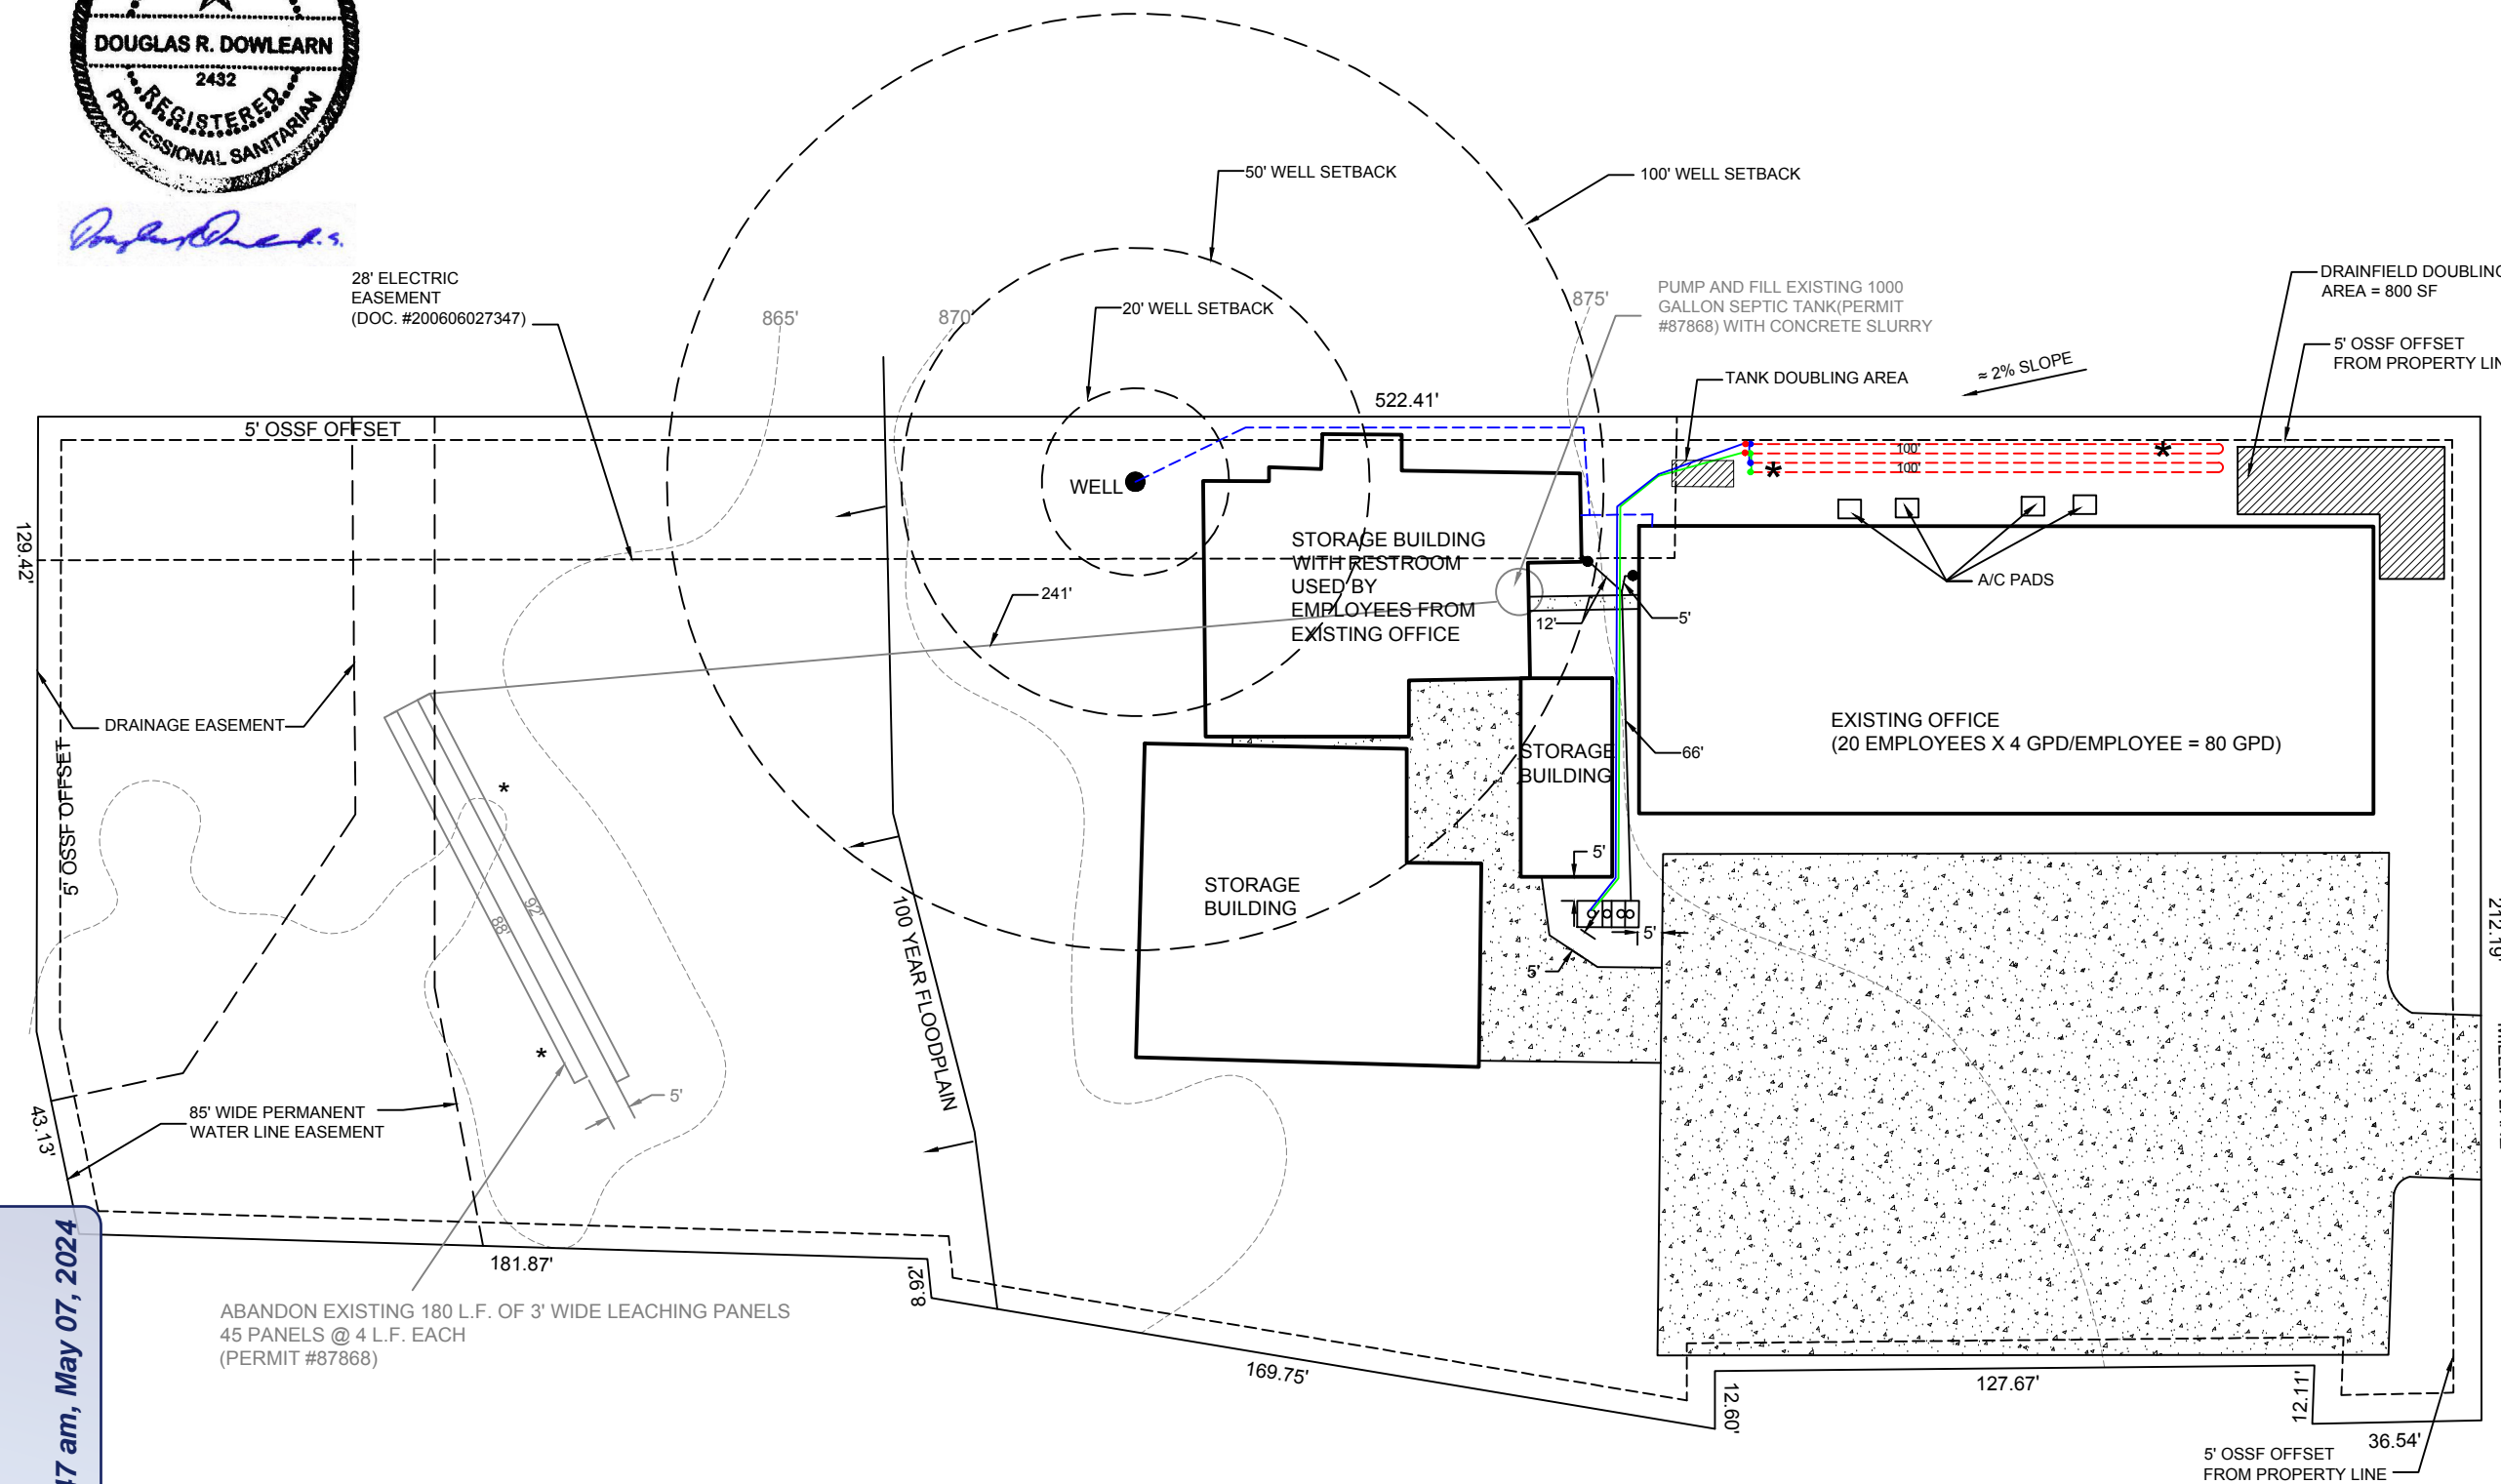 DOUGLAS R. DOWLEARN
2432
REGISTERED
PROFESSIONAL SANITARIAN
50' WELL SETBACK
100' WELL SETBACK
28' ELECTRIC
EASEMENT
(DOC. #200606027347)
865'
870'
20' WELL SETBACK
875'
PUMP AND FILL EXISTING 1000
GALLON SEPTIC TANK(PERMIT
#87868) WITH CONCRETE SLURRY
DRAINFIELD DOUBLING
AREA = 800 SF
5' OSSF OFFSET
FROM PROPERTY LIN
TANK DOUBLING AREA
≈ 2% SLOPE
522.41'
5' OSSF OFFSET
100'
100'
*
*
WELL
129.42'
STORAGE BUILDING
WITH RESTROOM
USED BY
EMPLOYEES FROM
EXISTING OFFICE
A/C PADS
241'
12'
5'
DRAINAGE EASEMENT
5' OSSF OFFSET
EXISTING OFFICE
(20 EMPLOYEES X 4 GPD/EMPLOYEE = 80 GPD)
STORAGE
BUILDING
66'
*
92'
88'
5'
STORAGE
BUILDING
100 YEAR FLOODPLAIN
5'
5'
212.19'
*
5'
43.13'
85' WIDE PERMANENT
WATER LINE EASEMENT
181.87'
8.92'
ABANDON EXISTING 180 L.F. OF 3' WIDE LEACHING PANELS
45 PANELS @ 4 L.F. EACH
(PERMIT #87868)
169.75'
12.60'
127.67'
12.11'
36.54'
5' OSSF OFFSET
FROM PROPERTY LINE
47 am, May 07, 2024